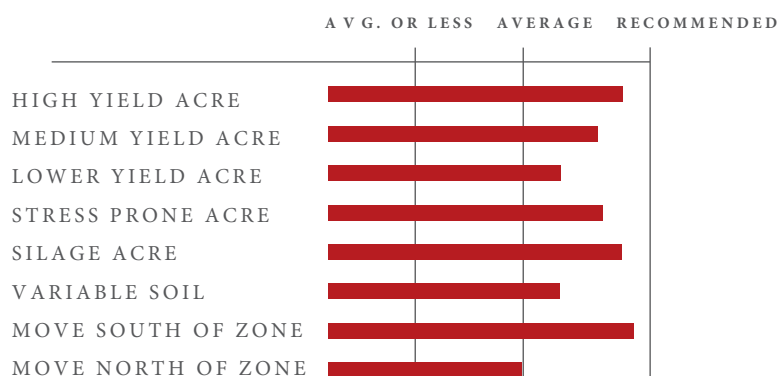 AVG. OR LESS AVERAGE RECOMMENDED
HIGH YIELD ACRE
MEDIUM YIELD ACRE
LOWER YIELD ACRE
STRESS PRONE ACRE
SILAGE ACRE
VARIABLE SOIL
MOVE SOUTH OF ZONE
MOVE NORTH OF ZONE